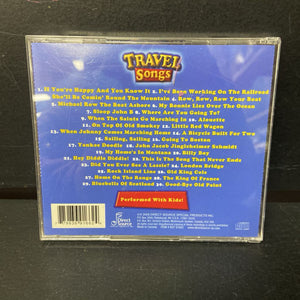 TRAVEL
Songs
1. If You're Happy And You Know It 2. I've Been Working On The Railroad
3. She'll Be Comin' Round The Mountain 4. Row, Row, Row Your Boat
5. Michael Row The Boat Ashore 6. My Bonnie Lies Over The Ocean
7. Sloop John B 8. Where Are You Going To?
9. When The Saints Go Marching In 10. Alouette
11. On Top Of Old Smokey 12. Little Red Wagon
13. When Johnny Comes Marching Home 14. A Bicycle Built For Two
15. Sailing, Sailing 16. Going To Boston
17. Yankee Doodle 18. John Jacob Jingleheimer Schmidt
19. My Home's In Montana 20. Billy Boy
21. Hey Diddle Diddle! 22. This Is The Song That Never Ends
23. Did You Ever See A Lassie? 24. London Bridge
25. Rock Island Line 26. Old King Cole
27. Home On The Range 28. The King Of France
29. Bluebells Of Scotland 30. Good-Bye Old Paint
Performed With Kids!
Direct
Source